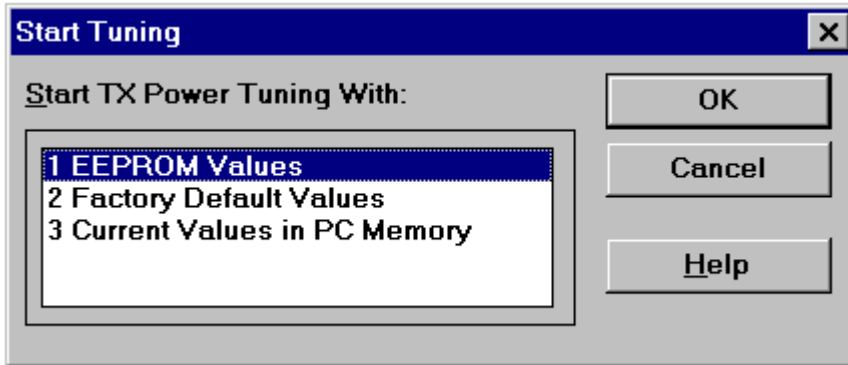 Start Tuning
Start TX Power Tuning With:
1 EEPROM Values
2 Factory Default Values
3 Current Values in PC Memory
OK
Cancel
Help